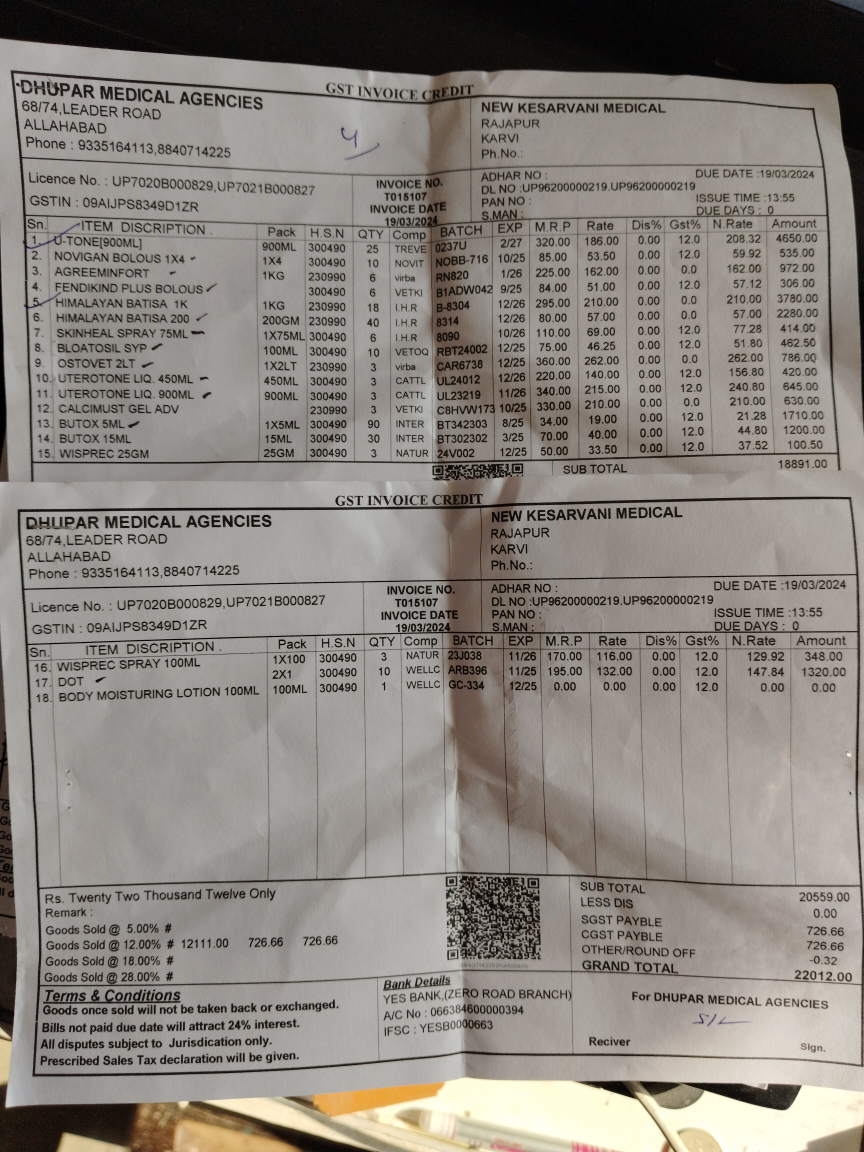 GST INVOICE CREDIT
DHUPAR MEDICAL AGENCIES
68/74,LEADER ROAD
ALLAHABAD
Phone : 9335164113,8840714225
4
NEW KESARVANI MEDICAL
RAJAPUR
KARVI
Ph.No.:
Licence No. : UP7020B000829,UP7021B000827
GSTIN : 09AIJPS8349D1ZR
INVOICE NO.
T015107
INVOICE DATE
19/03/2024
ADHAR NO :
DL NO :UP96200000219.UP96200000219
PAN NO :
S.MAN :
DUE DATE :19/03/2024
ISSUE TIME :13:55
DUE DAYS : 0
Sn. ITEM DISCRIPTION . Pack H.S.N QTY Comp BATCH EXP M.R.P Rate Dis% Gst% N.Rate Amount
1. U-TONE[900ML] 900ML 300490 25 TREVE 0237U 2/27 320.00 186.00 0.00 12.0 208.32 4650.00
2. NOVIGAN BOLOUS 1X4 1X4 300490 10 NOVIT NOBB-716 10/25 85.00 53.50 0.00 12.0 59.92 535.00
3. AGREEMINFORT 1KG 230990 6 virba RN820 1/26 225.00 162.00 0.00 0.0 162.00 972.00
4. FENDIKIND PLUS BOLOUS 300490 6 VETKI B1ADW042 9/25 84.00 51.00 0.00 12.0 57.12 306.00
5. HIMALAYAN BATISA 1K 1KG 230990 18 I.H.R B-8304 12/26 295.00 210.00 0.00 0.0 210.00 3780.00
6. HIMALAYAN BATISA 200 200GM 230990 40 I.H.R 8314 12/26 80.00 57.00 0.00 0.0 57.00 2280.00
7. SKINHEAL SPRAY 75ML 1X75ML 300490 6 I.H.R 8090 10/26 110.00 69.00 0.00 12.0 77.28 414.00
8. BLOATOSIL SYP 100ML 300490 10 VETOQ RBT24002 12/25 75.00 46.25 0.00 12.0 51.80 462.50
9. OSTOVET 2LT 1X2LT 230990 3 virba CAR6738 12/25 360.00 262.00 0.00 0.0 262.00 786.00
10. UTEROTONE LIQ. 450ML 450ML 300490 3 CATTL UL24012 12/26 220.00 140.00 0.00 12.0 156.80 420.00
11. UTEROTONE LIQ. 900ML 900ML 300490 3 CATTL UL23219 11/26 340.00 215.00 0.00 12.0 240.80 645.00
12. CALCIMUST GEL ADV 230990 3 VETKI C8HVW173 10/25 330.00 210.00 0.00 0.0 210.00 630.00
13. BUTOX 5ML 1X5ML 300490 90 INTER BT342303 8/25 34.00 19.00 0.00 12.0 21.28 1710.00
14. BUTOX 15ML 15ML 300490 30 INTER BT302302 3/25 70.00 40.00 0.00 12.0 44.80 1200.00
15. WISPREC 25GM 25GM 300490 3 NATUR 24V002 12/25 50.00 33.50 0.00 12.0 37.52 100.50
SUB TOTAL 18891.00
GST INVOICE CREDIT
DHUPAR MEDICAL AGENCIES
68/74,LEADER ROAD
ALLAHABAD
Phone : 9335164113,8840714225
NEW KESARVANI MEDICAL
RAJAPUR
KARVI
Ph.No.:
Licence No. : UP7020B000829,UP7021B000827
GSTIN : 09AIJPS8349D1ZR
INVOICE NO.
T015107
INVOICE DATE
19/03/2024
ADHAR NO :
DL NO :UP96200000219.UP96200000219
PAN NO :
S.MAN :
DUE DATE :19/03/2024
ISSUE TIME :13:55
DUE DAYS : 0
Sn. ITEM DISCRIPTION . Pack H.S.N QTY Comp BATCH EXP M.R.P Rate Dis% Gst% N.Rate Amount
16. WISPREC SPRAY 100ML 1X100 300490 3 NATUR 23J038 11/26 170.00 116.00 0.00 12.0 129.92 348.00
17. DOT 2X1 300490 10 WELLC ARB396 11/25 195.00 132.00 0.00 12.0 147.84 1320.00
18. BODY MOISTURING LOTION 100ML 100ML 300490 1 WELLC GC-334 12/25 0.00 0.00 0.00 12.0 0.00 0.00
Rs. Twenty Two Thousand Twelve Only
Remark :
Goods Sold @ 5.00% #
Goods Sold @ 12.00% # 12111.00 726.66 726.66
Goods Sold @ 18.00% #
Goods Sold @ 28.00% #
SUB TOTAL 20559.00
LESS DIS 0.00
SGST PAYBLE 726.66
CGST PAYBLE 726.66
OTHER/ROUND OFF -0.32
GRAND TOTAL 22012.00
Terms & Conditions
Goods once sold will not be taken back or exchanged.
Bills not paid due date will attract 24% interest.
All disputes subject to Jurisdication only.
Prescribed Sales Tax declaration will be given.
Bank Details
YES BANK,(ZERO ROAD BRANCH)
A/C No : 066384600000394
IFSC : YESB0000663
For DHUPAR MEDICAL AGENCIES
Reciver
Sign.